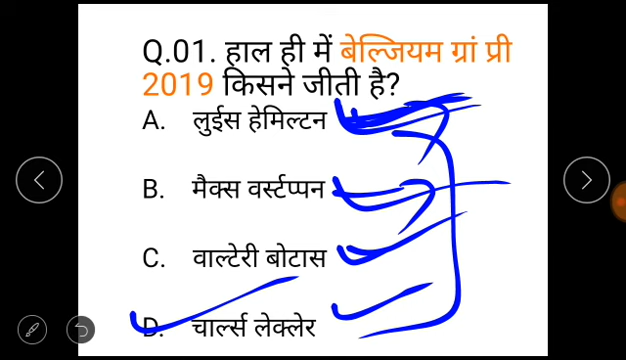 Q.01. हाल ही में बेल्जियम ग्रां प्री
2019 किसने जीती है?
A. लुईस हेमिल्टन
B. मैक्स वर्स्टप्पन
C. वाल्टेरी बोटास
D. चार्ल्स लेक्लेर